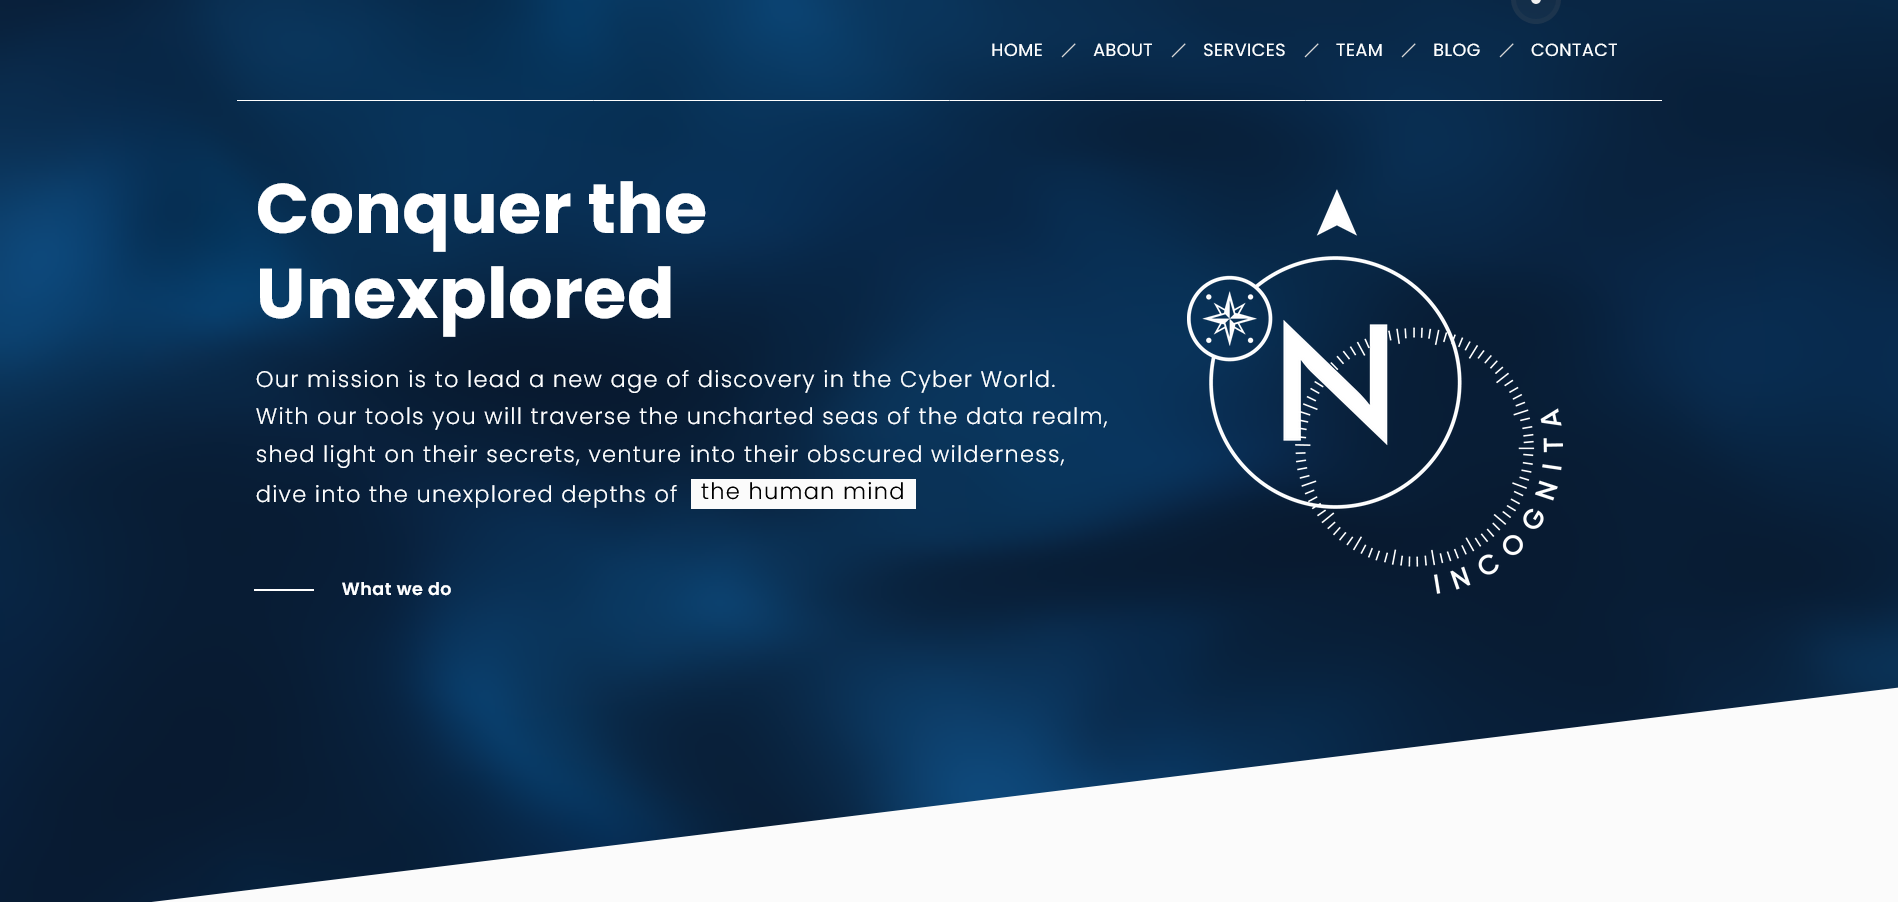 HOME / ABOUT / SERVICES / TEAM / BLOG / CONTACT
Conquer the
Unexplored
Our mission is to lead a new age of discovery in the Cyber World.
With our tools you will traverse the uncharted seas of the data realm,
shed light on their secrets, venture into their obscured wilderness,
dive into the unexplored depths of the human mind
What we do
N
INCOGNITA